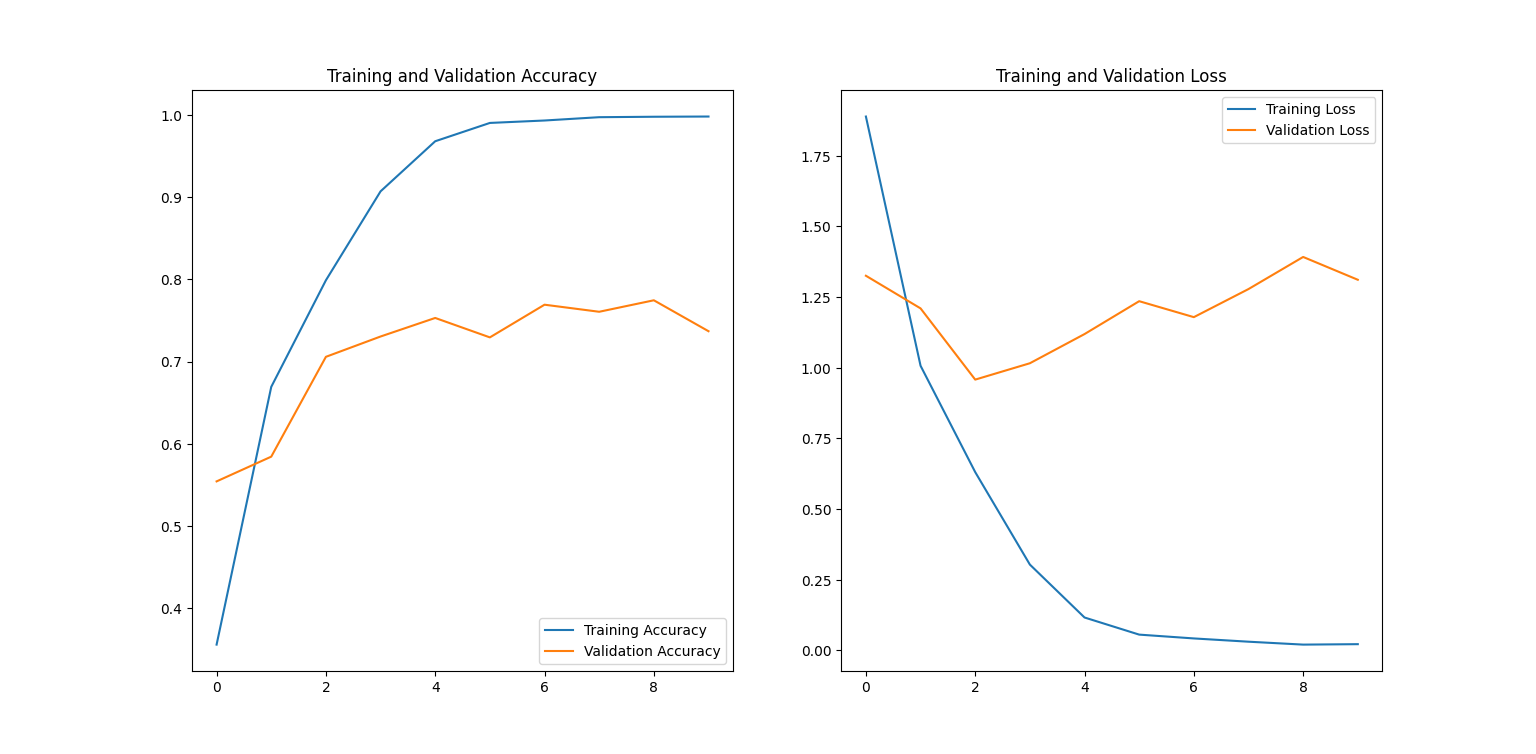 Training and Validation Accuracy
1.0
0.9
0.8
0.7
0.6
0.5
0.4
Training Accuracy
Validation Accuracy
0 2 4 6 8
Training and Validation Loss
Training Loss
Validation Loss
1.75
1.50
1.25
1.00
0.75
0.50
0.25
0.00
0 2 4 6 8